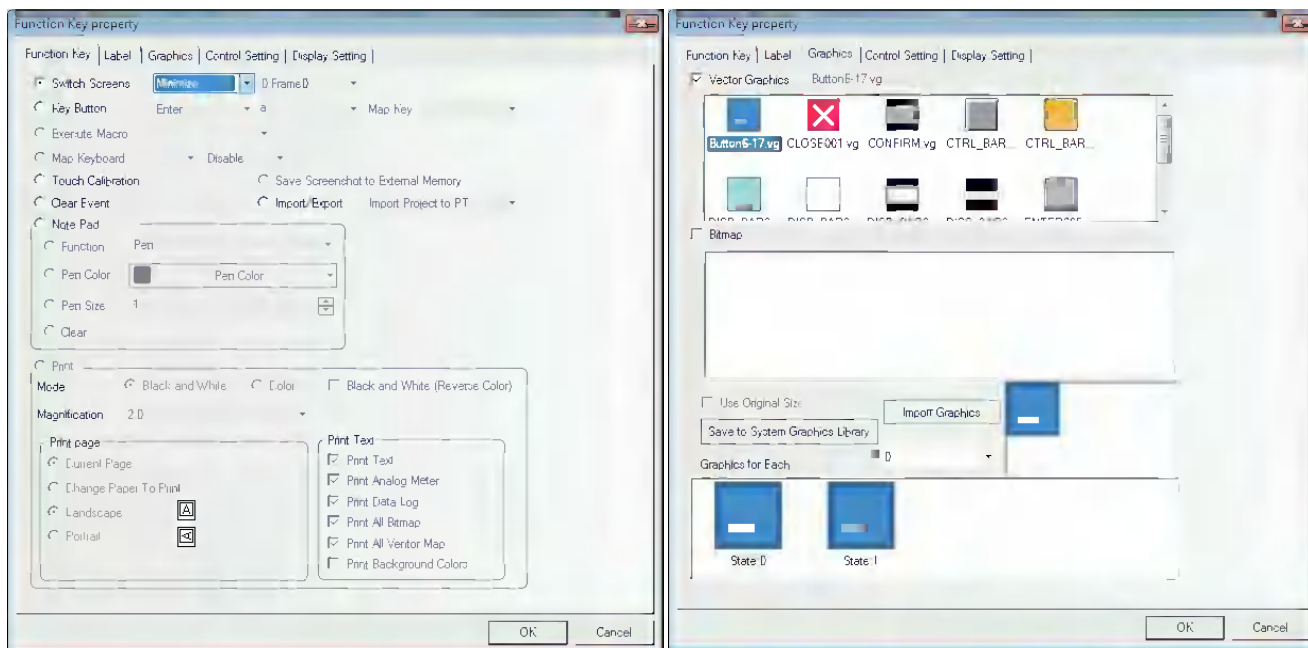 Function Key property
Function Key Label Graphics Control Setting Display Setting
Switch Screens Minimize 0 Frame0
Key Button Enter a Map Key
Execute Macro
Map Keyboard Disable
Touch Calibration Save Screenshot to External Memory
Clear Event Import/Export Import Project to PT
Note Pad
Function Pen
Pen Color Pen Color
Pen Size 1
Clear
Print
Mode Black and White Color Black and White (Reverse Color)
Magnification 2.0
Print page
Current Page
Change Paper To Print
Landscape A
Portrait A
Print Text
Print Text
Print Analog Meter
Print Data Log
Print All Bitmap
Print All Vector Map
Print Background Colors
OK Cancel
Function Key property
Function Key Label Graphics Control Setting Display Setting
Vector Graphics Button6-17.vg
Button6-17.vg CLOSE001.vg CONFIRM.vg CTRL_BAR... CTRL_BAR...
Bitmap
Use Original Size
Import Graphics
Save to System Graphics Library
0
Graphics for Each
State:0 State:1
OK Cancel